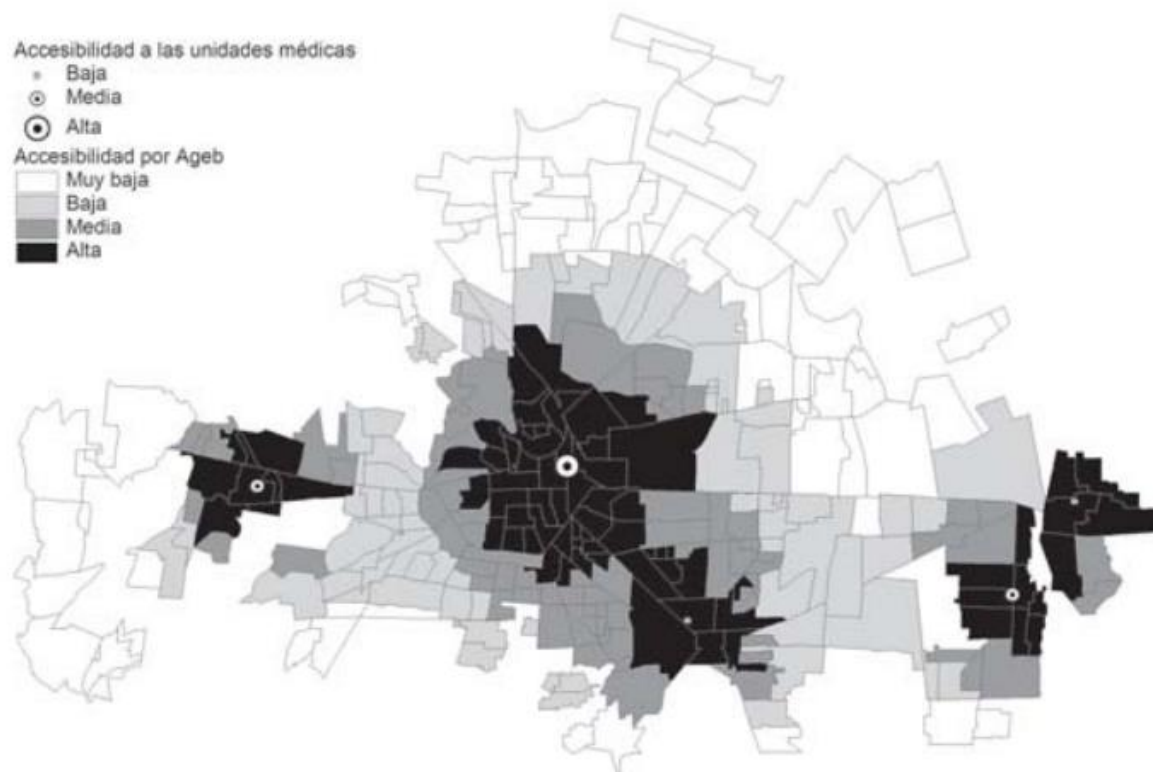 Accesibilidad a las unidades médicas
Baja
Media
Alta
Accesibilidad por Ageb
Muy baja
Baja
Media
Alta